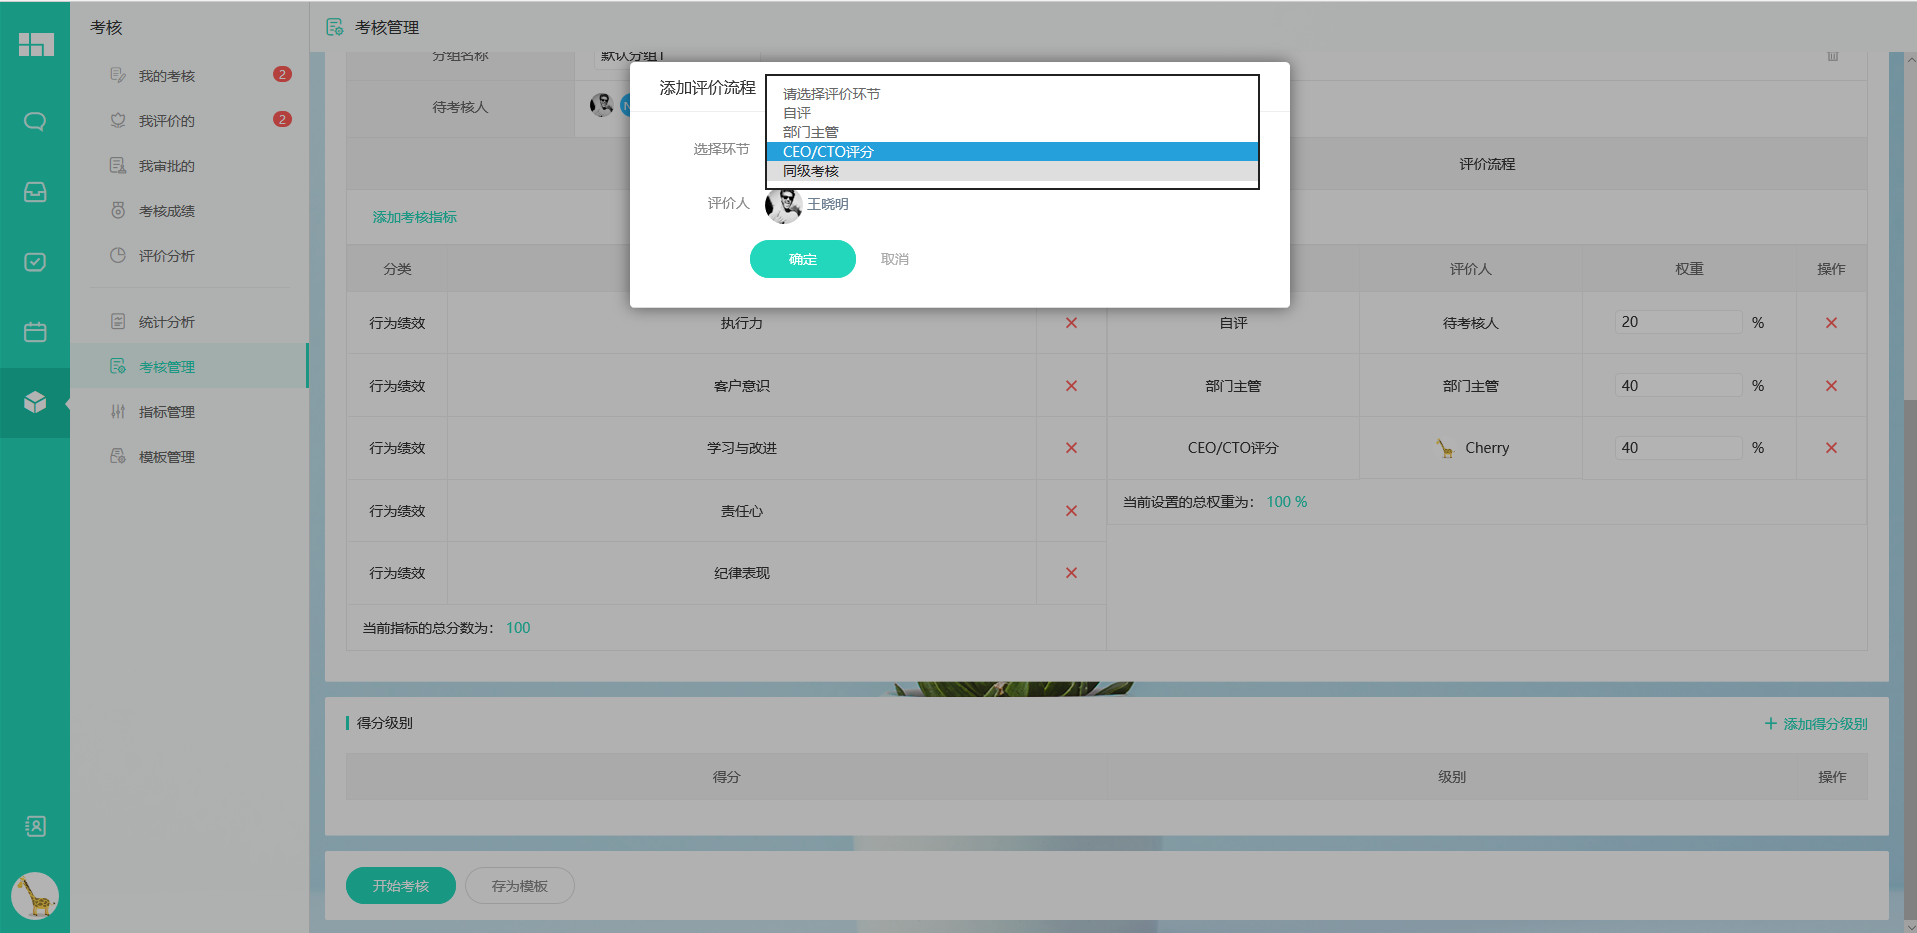 考核
考核管理
我的考核 2
我评价的 2
我审批的
考核成绩
评价分析
统计分析
考核管理
指标管理
模板管理
分组名称 默认分组1
待考核人
添加评价流程
请选择评价环节
自评
部门主管
CEO/CTO评分
同级考核
选择环节
评价人 王晓明
确定 取消
评价流程
添加考核指标
分类 评价人 权重 操作
行为绩效 执行力 自评 待考核人 20 %
行为绩效 客户意识 部门主管 部门主管 40 %
行为绩效 学习与改进 CEO/CTO评分 Cherry 40 %
当前设置的总权重为： 100 %
行为绩效 责任心
行为绩效 纪律表现
当前指标的总分数为： 100
得分级别 添加得分级别
得分 级别 操作
开始考核 存为模板